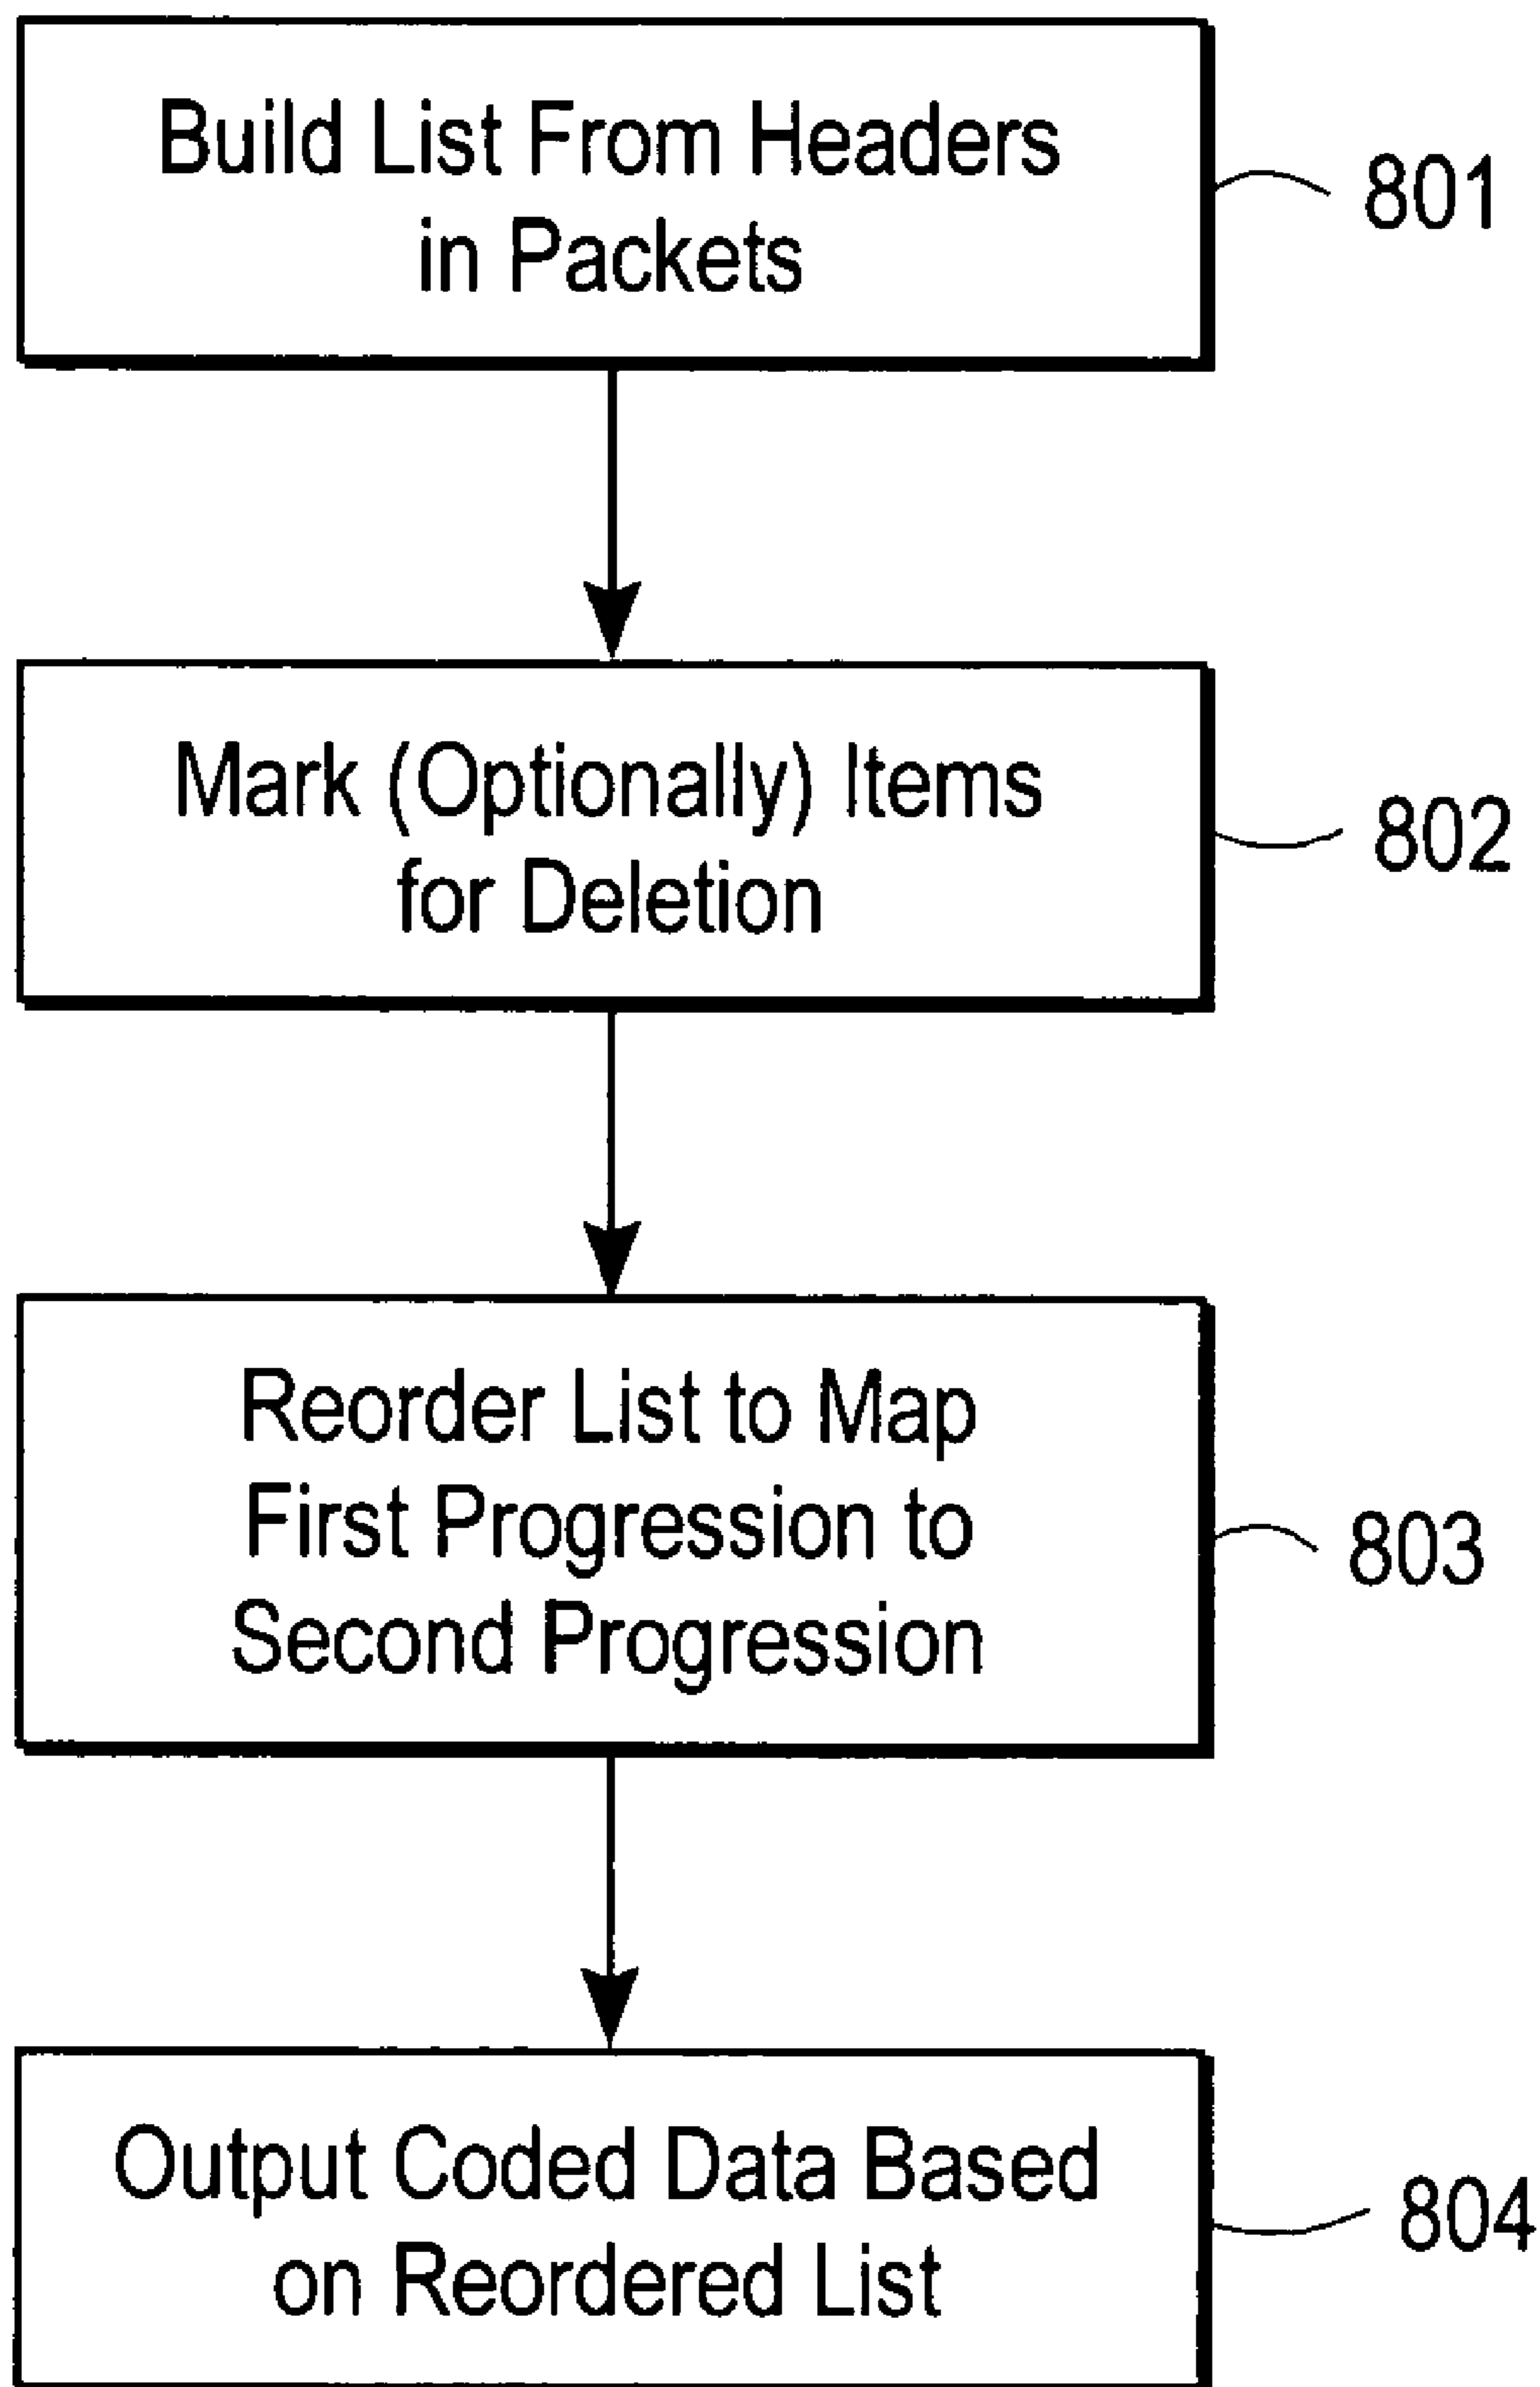 Build List From Headers
in Packets
801
Mark (Optionally) Items
for Deletion
802
Reorder List to Map
First Progression to
Second Progression
803
Output Coded Data Based
on Reordered List
804